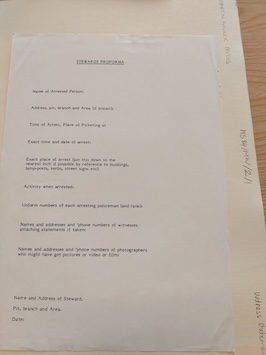 STEWARDS PROFORMA
Name of Arrested Person:
Address, pit, branch and Area (if known):
Time of Arrest, Place of Picketing at
Exact time and date of arrest:
Exact place of arrest (pin this down to the
nearest inch if possible by reference to buildings,
lamp-posts, kerbs, street signs etc):
Activity when arrested:
Uniform numbers of each arresting policeman (and rank):
Names and addresses and 'phone numbers of witnesses
attaching statements if taken:
Names and addresses and 'phone numbers of photographers
who might have got pictures or video or film:
Name and Address of Steward:
Pit, branch and Area:
Date: